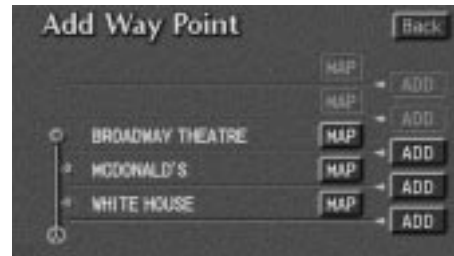 Add Way Point Back
MAP
ADD
MAP
ADD
BROADWAY THEATRE MAP
ADD
MCDONALD'S MAP
ADD
WHITE HOUSE MAP
ADD